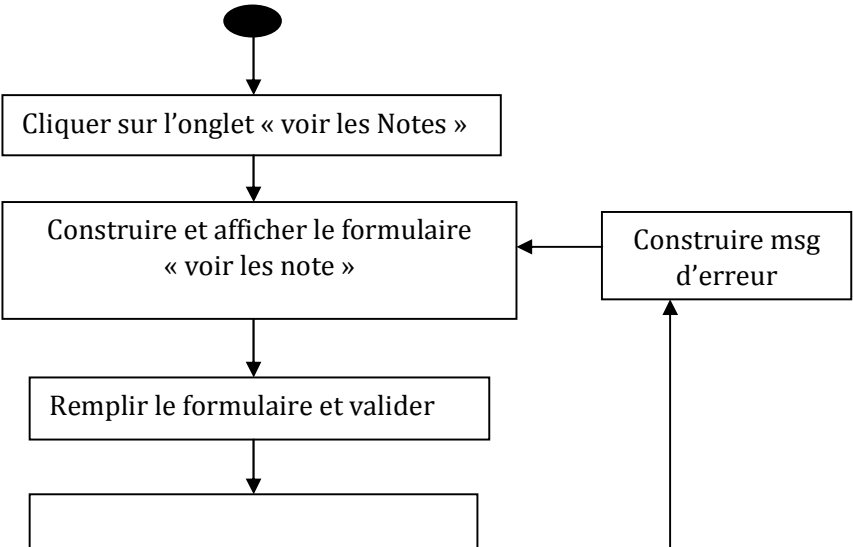 Cliquer sur l’onglet « voir les Notes »
Construire et afficher le formulaire
« voir les note »
Construire msg
d’erreur
Remplir le formulaire et valider